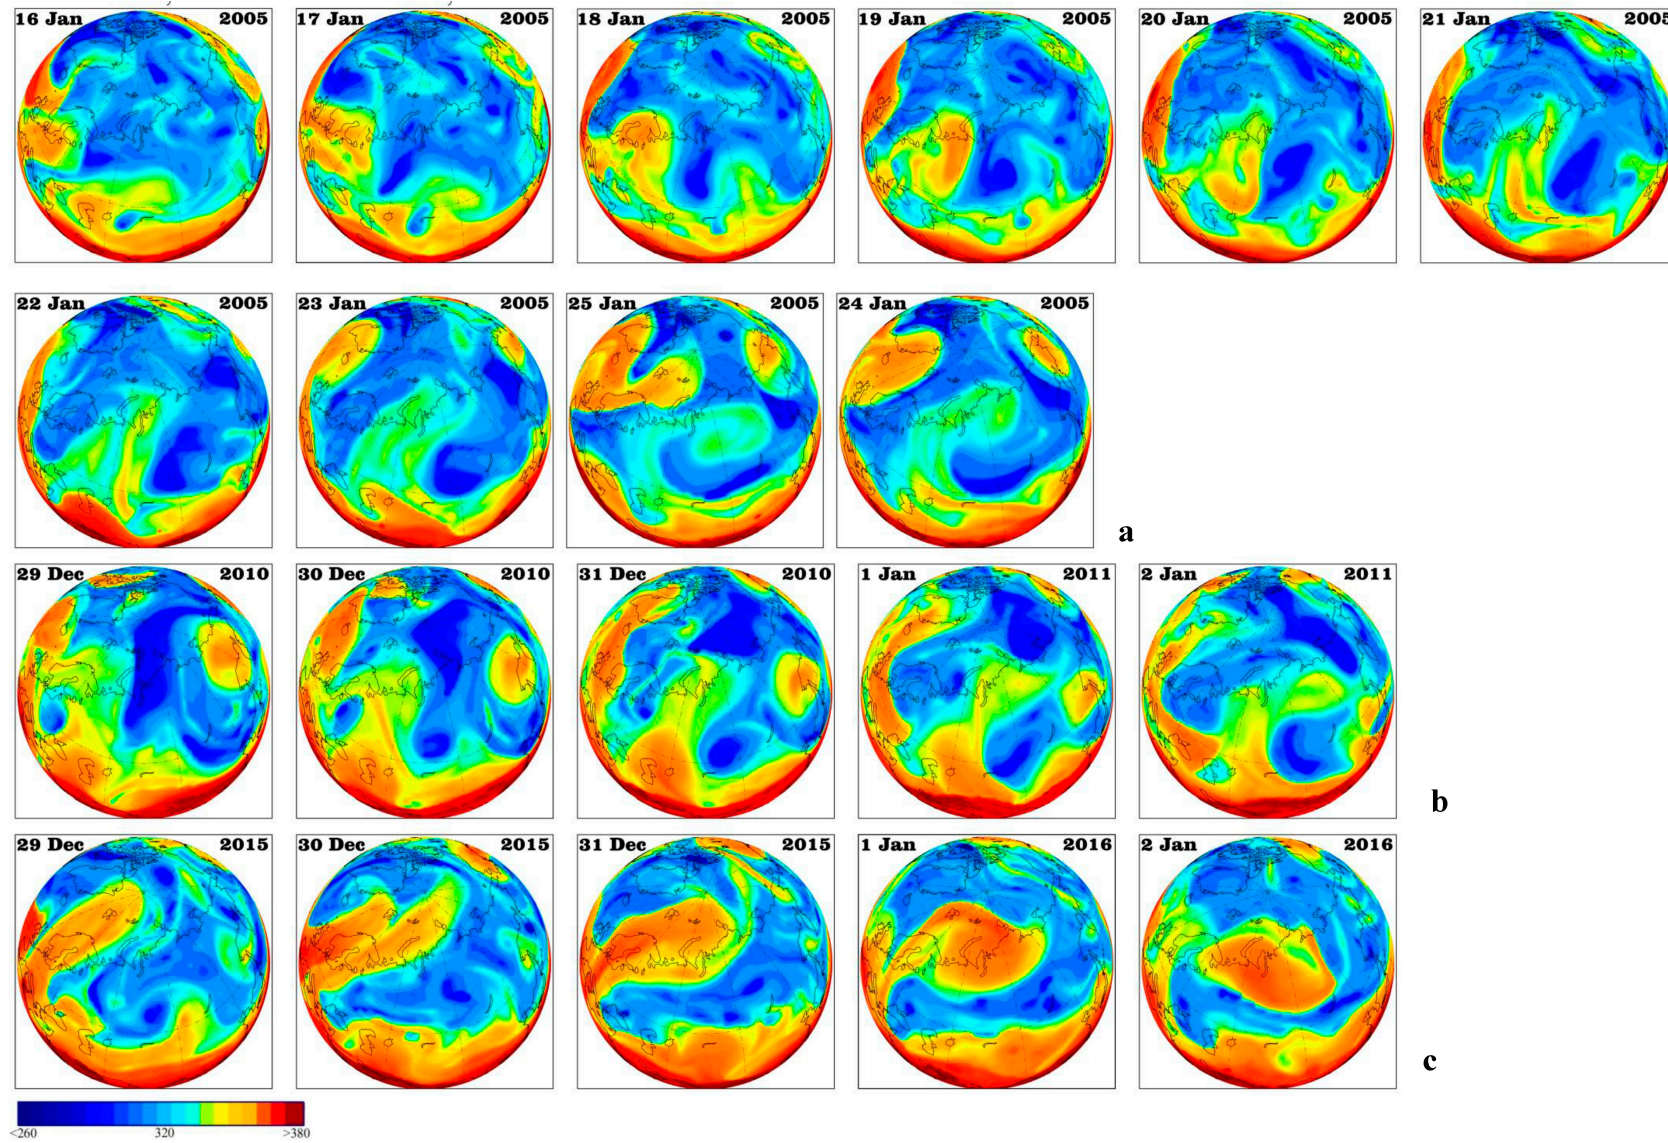 16 Jan 2005
17 Jan 2005
18 Jan 2005
19 Jan 2005
20 Jan 2005
21 Jan 2005
22 Jan 2005
23 Jan 2005
25 Jan 2005
24 Jan 2005
a
29 Dec 2010
30 Dec 2010
31 Dec 2010
1 Jan 2011
2 Jan 2011
b
29 Dec 2015
30 Dec 2015
31 Dec 2015
1 Jan 2016
2 Jan 2016
c
<260 320 >380